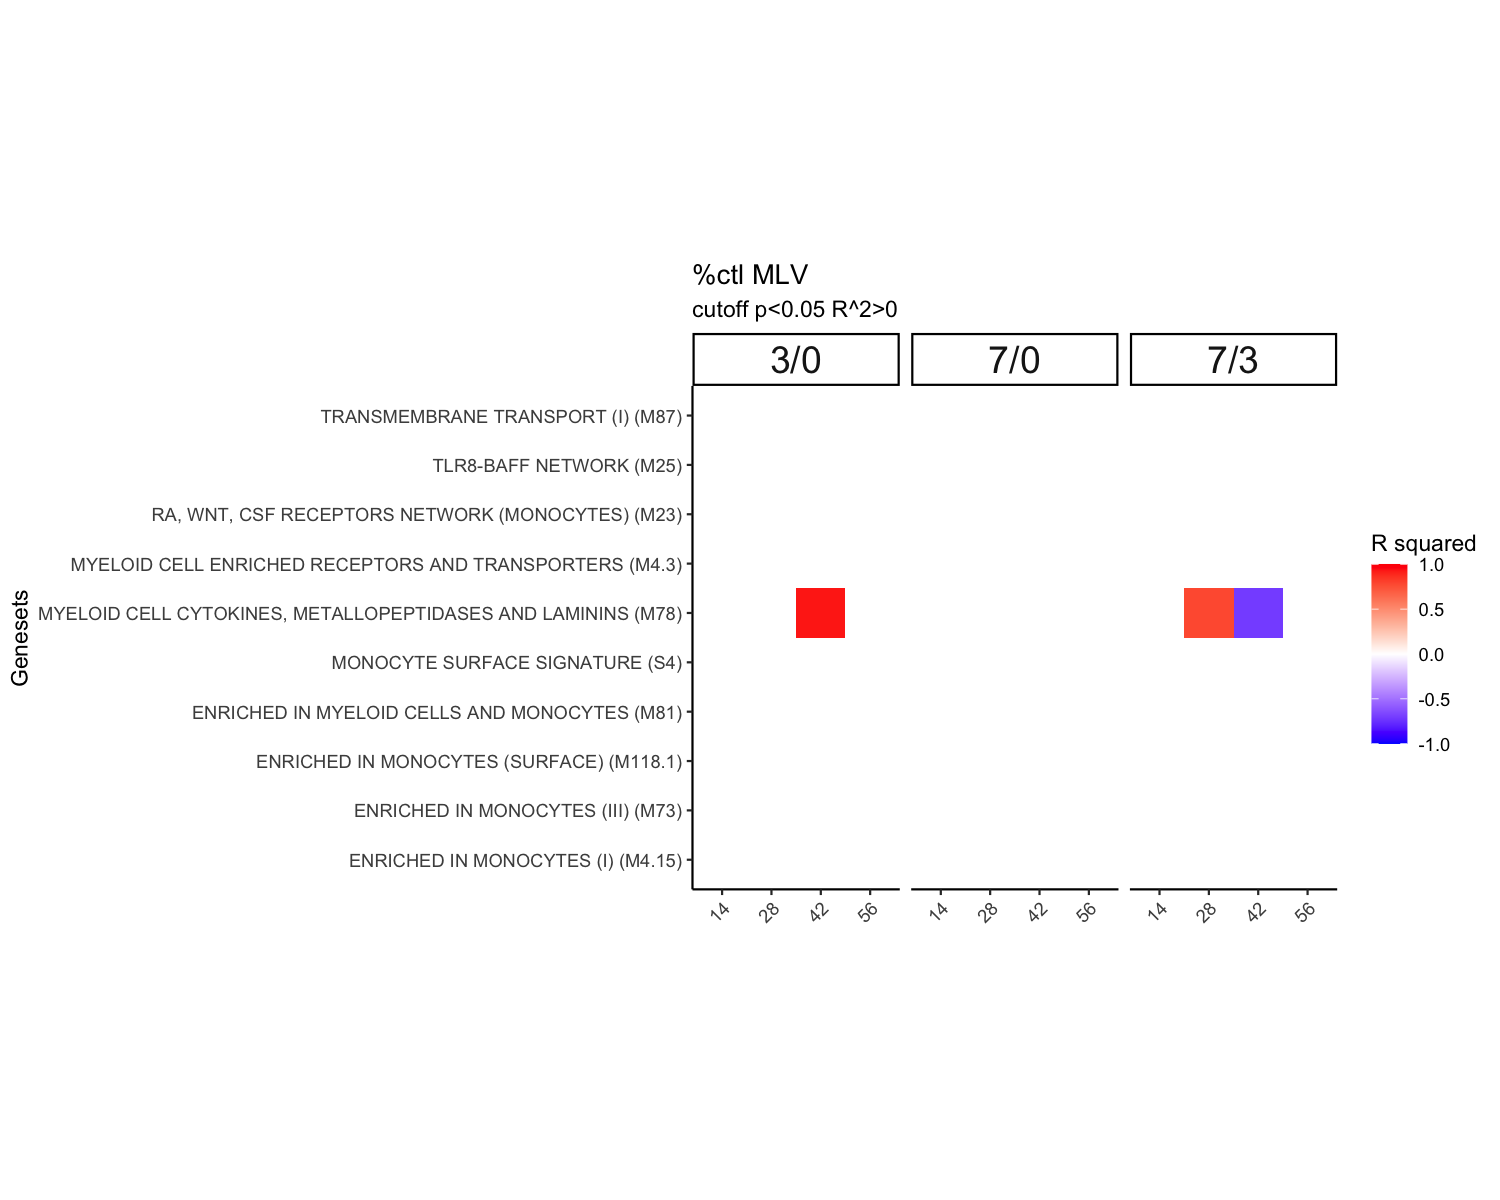 %ctl MLV
cutoff p<0.05 R^2>0
3/0 7/0 7/3
TRANSMEMBRANE TRANSPORT (I) (M87)
TLR8-BAFF NETWORK (M25)
RA, WNT, CSF RECEPTORS NETWORK (MONOCYTES) (M23)
MYELOID CELL ENRICHED RECEPTORS AND TRANSPORTERS (M4.3)
MYELOID CELL CYTOKINES, METALLOPEPTIDASES AND LAMININS (M78)
MONOCYTE SURFACE SIGNATURE (S4)
ENRICHED IN MYELOID CELLS AND MONOCYTES (M81)
ENRICHED IN MONOCYTES (SURFACE) (M118.1)
ENRICHED IN MONOCYTES (III) (M73)
ENRICHED IN MONOCYTES (I) (M4.15)
Genesets
14 28 42 56 14 28 42 56 14 28 42 56
R squared
1.0
0.5
0.0
-0.5
-1.0